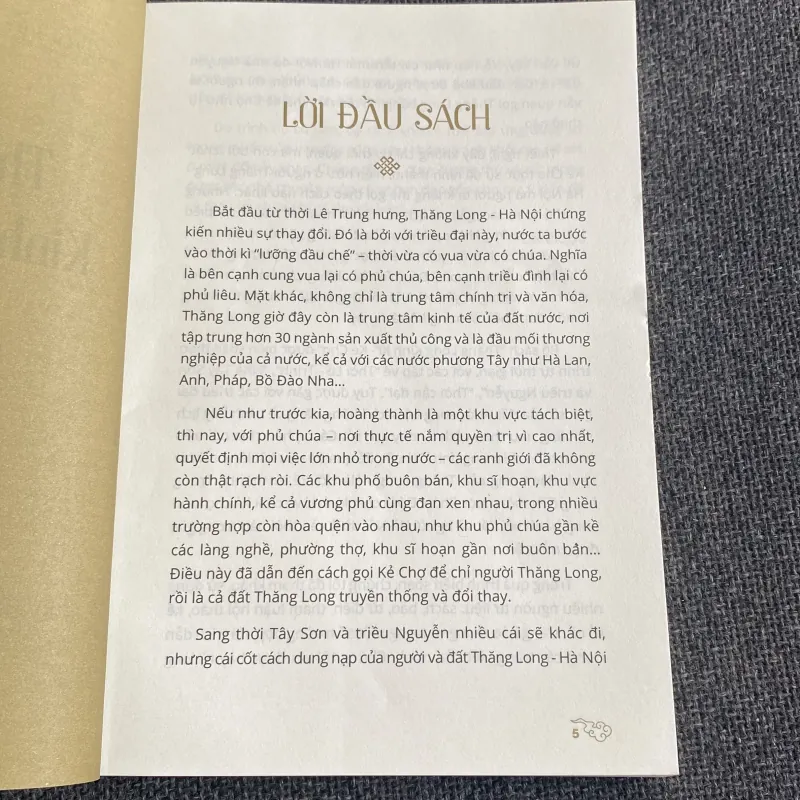 LỜI ĐẦU SÁCH
Bắt đầu từ thời Lê Trung hưng, Thăng Long - Hà Nội chứng
kiến nhiều sự thay đổi. Đó là bởi với triều đại này, nước ta bước
vào thời kì “lưỡng đầu chế” – thời vừa có vua vừa có chúa. Nghĩa
là bên cạnh cung vua lại có phủ chúa, bên cạnh triều đình lại có
phủ liêu. Mặt khác, không chỉ là trung tâm chính trị và văn hóa,
Thăng Long giờ đây còn là trung tâm kinh tế của đất nước, nơi
tập trung hơn 30 ngành sản xuất thủ công và là đầu mối thương
nghiệp của cả nước, kể cả với các nước phương Tây như Hà Lan,
Anh, Pháp, Bồ Đào Nha...
Nếu như trước kia, hoàng thành là một khu vực tách biệt,
thì nay, với phủ chúa – nơi thực tế nắm quyền trị vì cao nhất,
quyết định mọi việc lớn nhỏ trong nước – các ranh giới đã không
còn thật rạch ròi. Các khu phố buôn bán, khu sĩ hoạn, khu vực
hành chính, kể cả vương phủ cùng đan xen nhau, trong nhiều
trường hợp còn hòa quện vào nhau, như khu phủ chúa gần kề
các làng nghề, phường thợ, khu sĩ hoạn gần nơi buôn bán...
Điều này đã dẫn đến cách gọi Kẻ Chợ để chỉ người Thăng Long,
rồi là cả đất Thăng Long truyền thống và đổi thay.
Sang thời Tây Sơn và triều Nguyễn nhiều cái sẽ khác đi,
nhưng cái cốt cách dung nạp của người và đất Thăng Long - Hà Nội
5